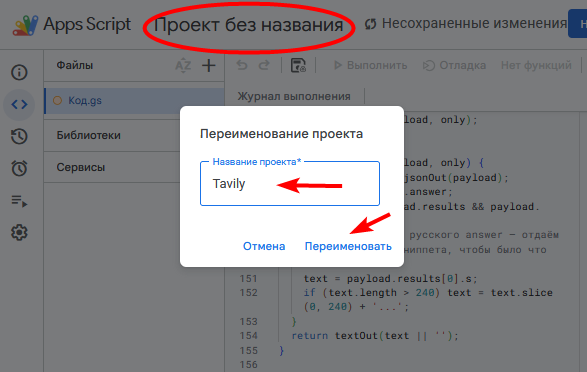 Apps Script
Проект без названия
Несохраненные изменения
Н
Файлы
AZ
Выполнить
Отладка
Нет функций
Код.gs
Журнал выполнения
Библиотеки
Сервисы
Переименование проекта
Название проекта*
Tavily
Отмена
Переименовать
load, only);
load, only) {
jsonOut(payload);
.answer;
ad.results && payload.
русского answer — отдаём
ниппета, чтобы было что
151 text = payload.results[0].s;
152 if (text.length > 240) text = text.slice
(0, 240) + '...';
153 }
154 return textOut(text || '');
155 }
156